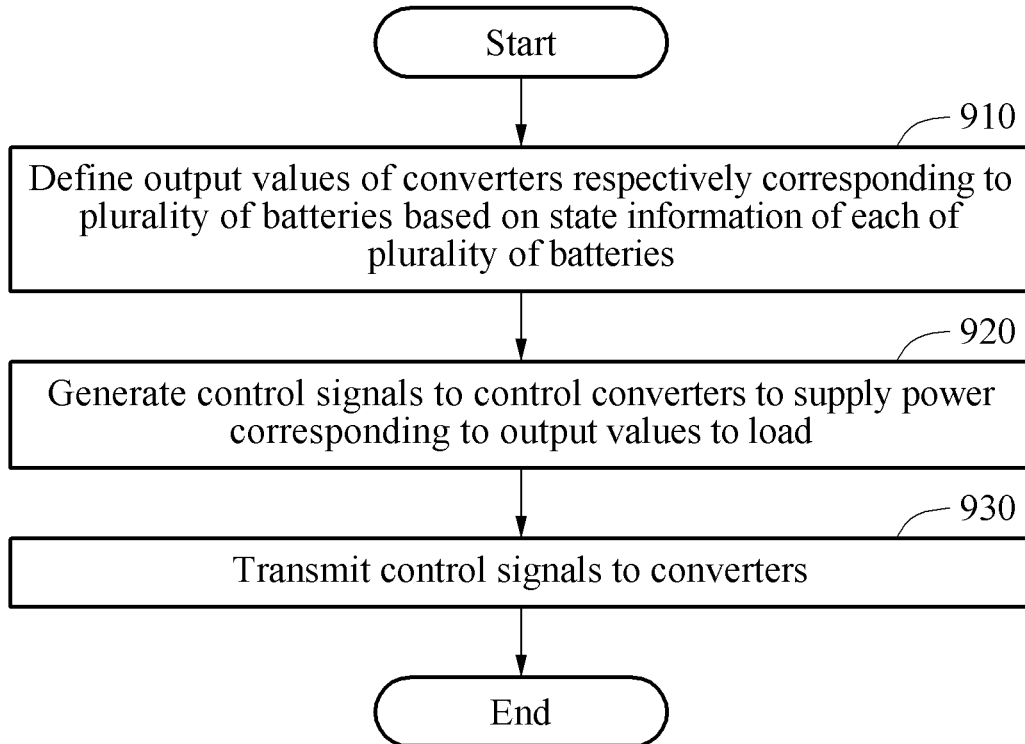 Start
910
Define output values of converters respectively corresponding to
plurality of batteries based on state information of each of
plurality of batteries
920
Generate control signals to control converters to supply power
corresponding to output values to load
930
Transmit control signals to converters
End